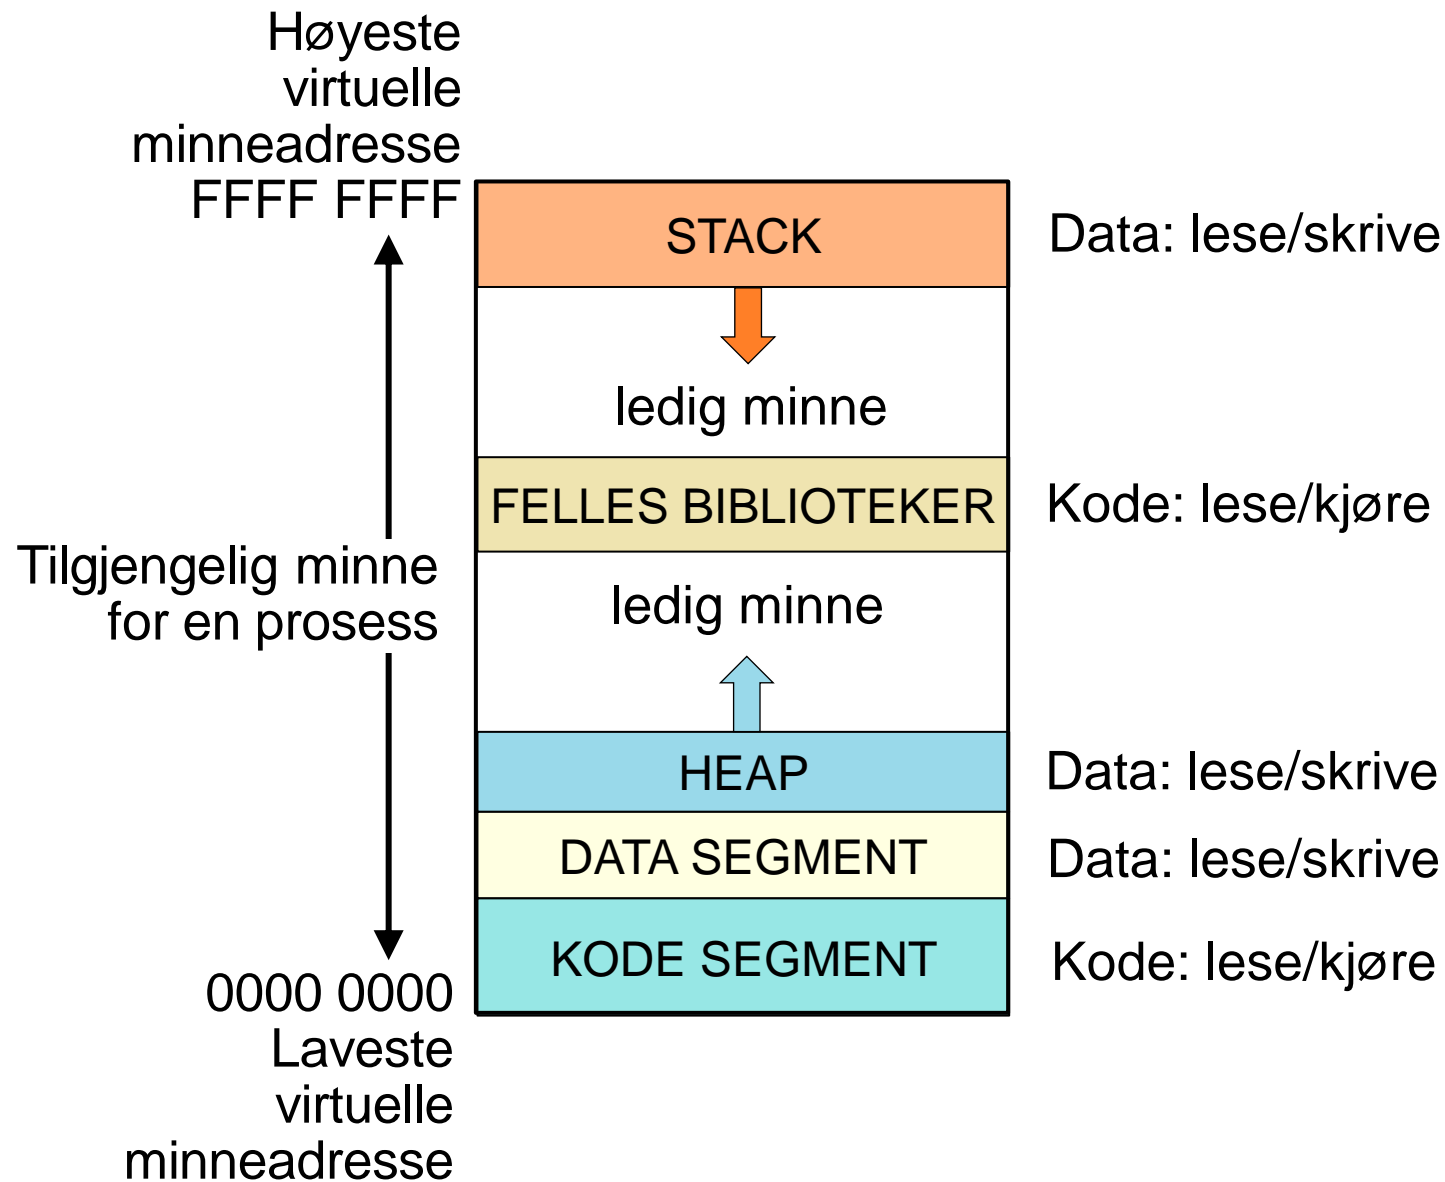 Høyeste
virtuelle
minneadresse
FFFF FFFF
STACK
Data: lese/skrive
ledig minne
FELLES BIBLIOTEKER
Kode: lese/kjøre
Tilgjengelig minne
for en prosess
ledig minne
HEAP
Data: lese/skrive
DATA SEGMENT
Data: lese/skrive
KODE SEGMENT
Kode: lese/kjøre
0000 0000
Laveste
virtuelle
minneadresse